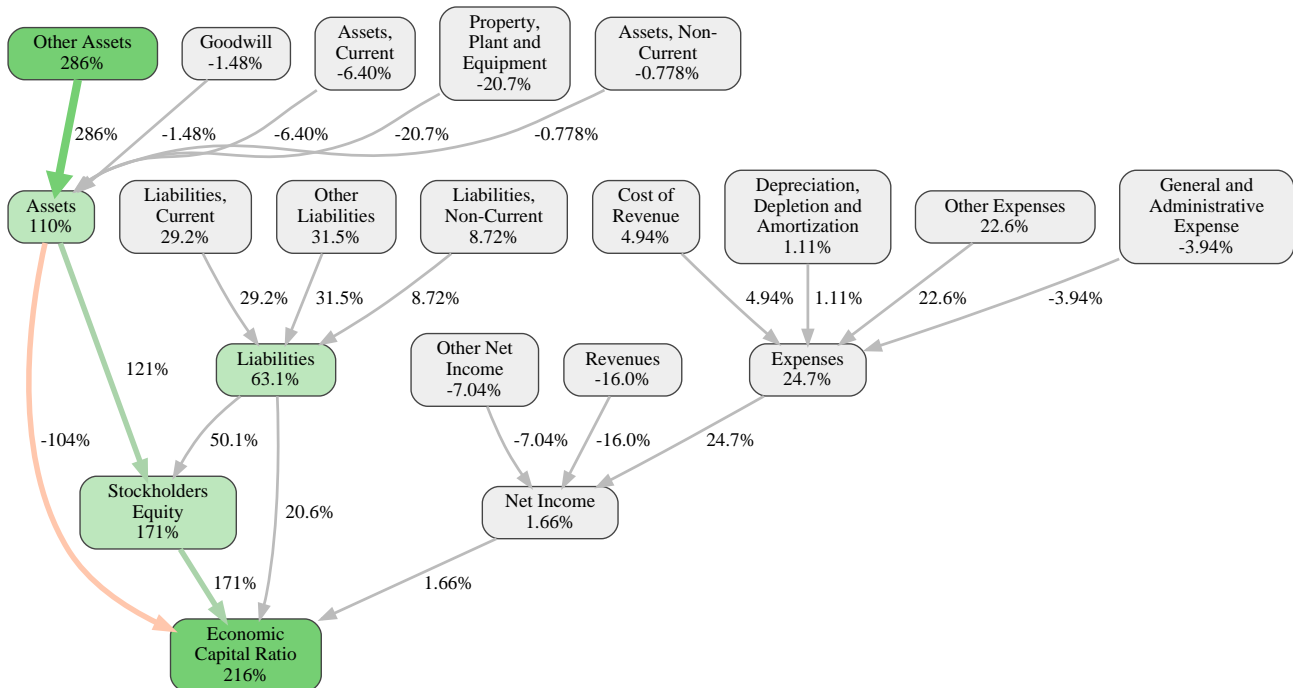 Other Assets
286%
Goodwill
-1.48%
Assets,
Current
-6.40%
Property,
Plant and
Equipment
-20.7%
Assets, Non-
Current
-0.778%
286%
-1.48%
-6.40%
-20.7%
-0.778%
Assets
110%
Liabilities,
Current
29.2%
Other
Liabilities
31.5%
Liabilities,
Non-Current
8.72%
Cost of
Revenue
4.94%
Depreciation,
Depletion and
Amortization
1.11%
Other Expenses
22.6%
General and
Administrative
Expense
-3.94%
29.2%
31.5%
8.72%
4.94%
1.11%
22.6%
-3.94%
121%
Liabilities
63.1%
Other Net
Income
-7.04%
Revenues
-16.0%
Expenses
24.7%
-104%
50.1%
-7.04%
-16.0%
24.7%
Stockholders
Equity
171%
20.6%
Net Income
1.66%
171%
1.66%
Economic
Capital Ratio
216%